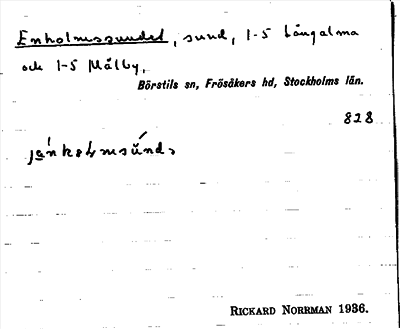 Enholmssundet, sund, 1-5 Långalma
och 1-5 Målby,
Börstils sn, Frösåkers hd, Stockholms län.
828
RICKARD NORRMAN 1936.